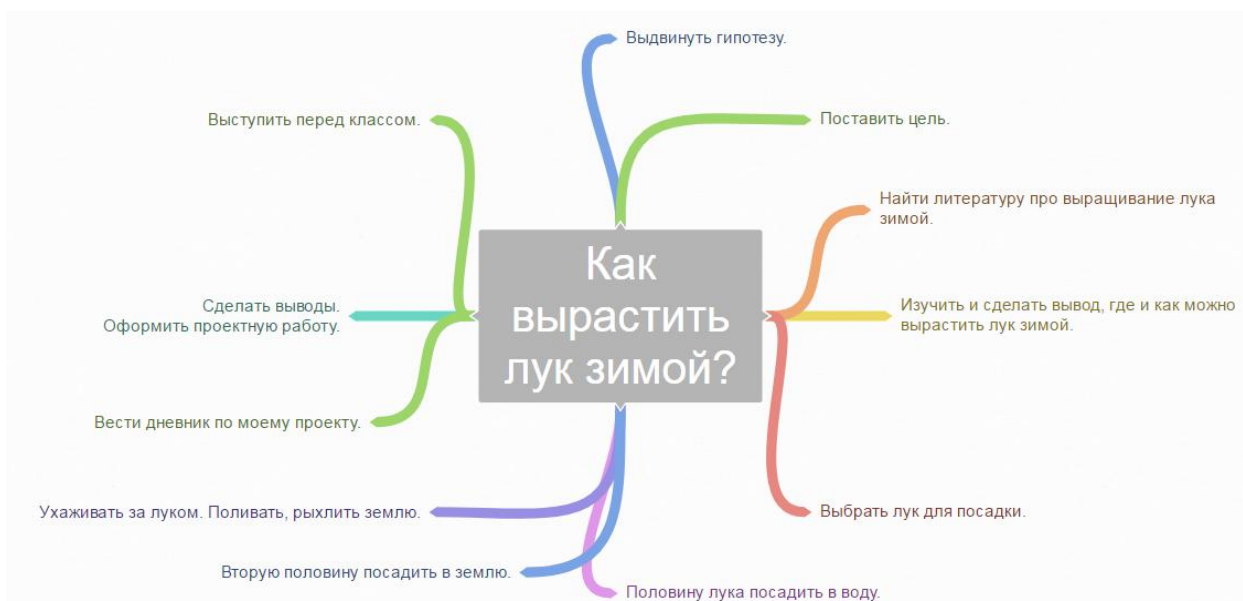 Как
вырастить
лук зимой?
Выдвинуть гипотезу.
Поставить цель.
Найти литературу про выращивание лука
зимой.
Изучить и сделать вывод, где и как можно
вырастить лук зимой.
Выбрать лук для посадки.
Половину лука посадить в воду.
Вторую половину посадить в землю.
Ухаживать за луком. Поливать, рыхлить землю.
Вести дневник по моему проекту.
Сделать выводы.
Оформить проектную работу.
Выступить перед классом.